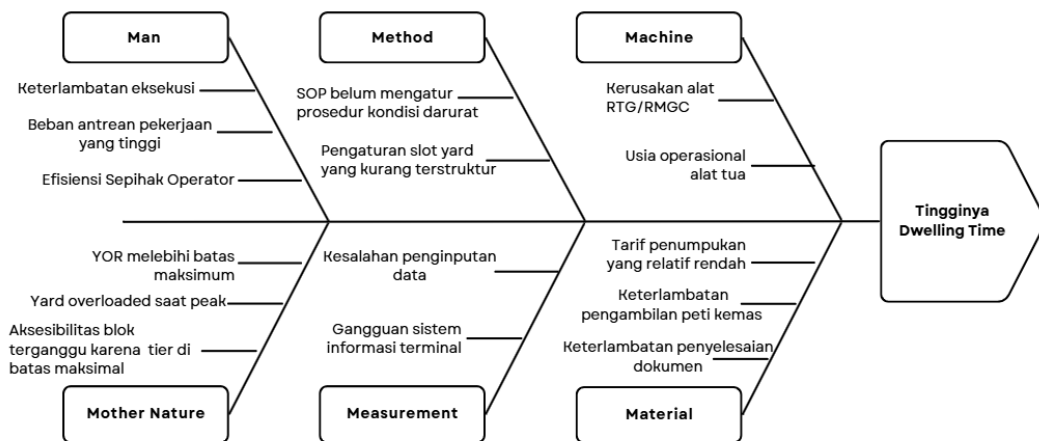 Man
Method
Machine
Keterlambatan eksekusi
Beban antrean pekerjaan
yang tinggi
Efisiensi Sepihak Operator
SOP belum mengatur
prosedur kondisi darurat
Pengaturan slot yard
yang kurang terstruktur
Kerusakan alat
RTG/RMGC
Usia operasional
alat tua
Tingginya
Dwelling Time
YOR melebihi batas
maksimum
Yard overloaded saat peak
Aksesibilitas blok
terganggu karena tier di
batas maksimal
Kesalahan penginputan
data
Gangguan sistem
informasi terminal
Tarif penumpukan
yang relatif rendah
Keterlambatan
pengambilan peti kemas
Keterlambatan penyelesaian
dokumen
Mother Nature
Measurement
Material